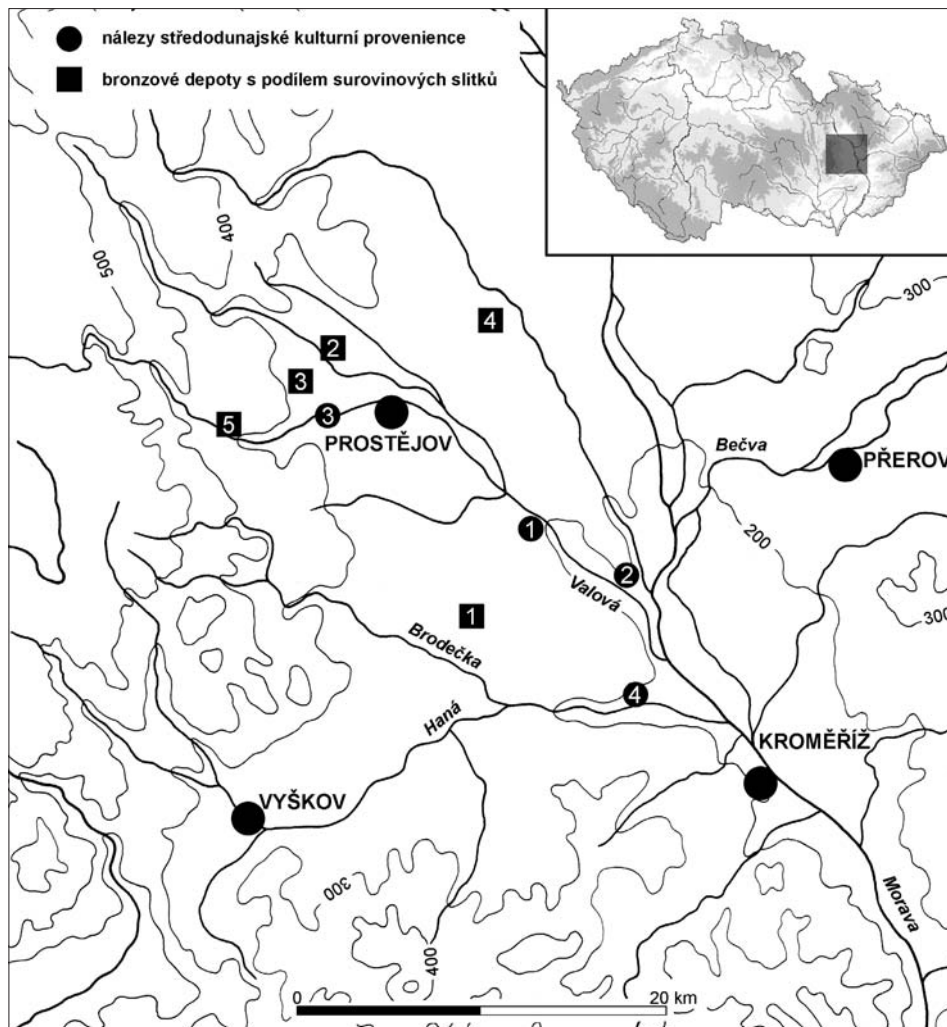 nálezy středodunajské kulturní provenience
bronzové depoty s podílem surovinových slitků
400
500
300
4
2
3
3
5
PROSTĚJOV
Bečva
PŘEROV
200
1
2
Valová
1
300
Brodečka
4
Haná
KROMĚŘÍŽ
VYŠKOV
300
Morava
400
0
20 km